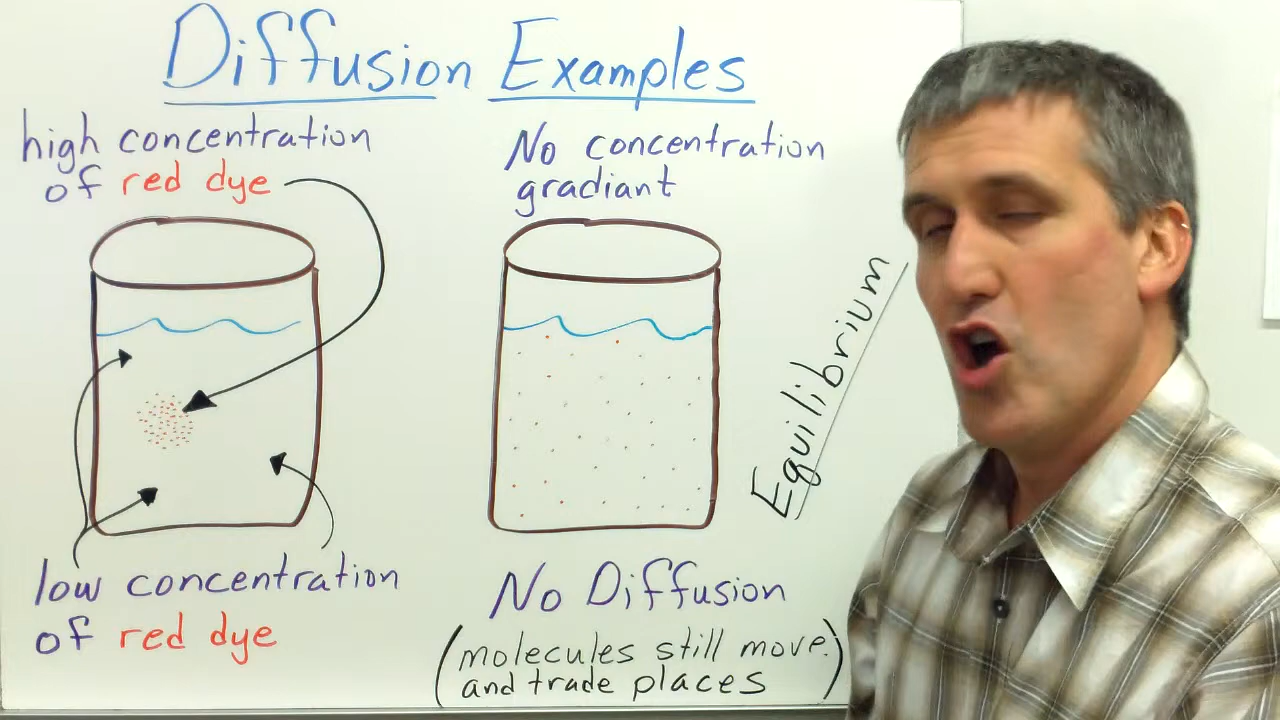 Diffusion Examples
high concentration
of red dye
No concentration
gradiant
Equilibrium
low concentration
of red dye
No Diffusion
(molecules still move.
and trade places)